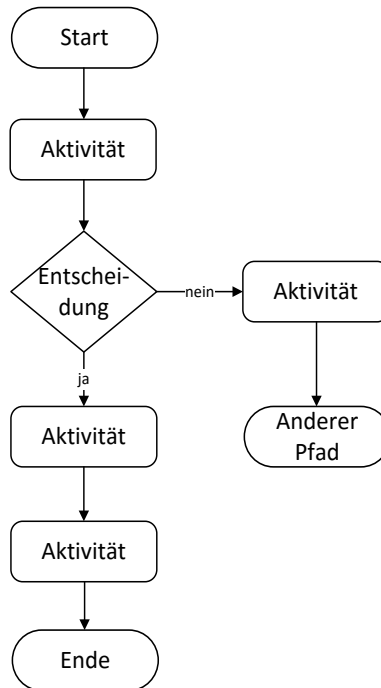 Start
Aktivität
Entschei-
dung
nein
Aktivität
ja
Aktivität
Anderer
Pfad
Aktivität
Ende